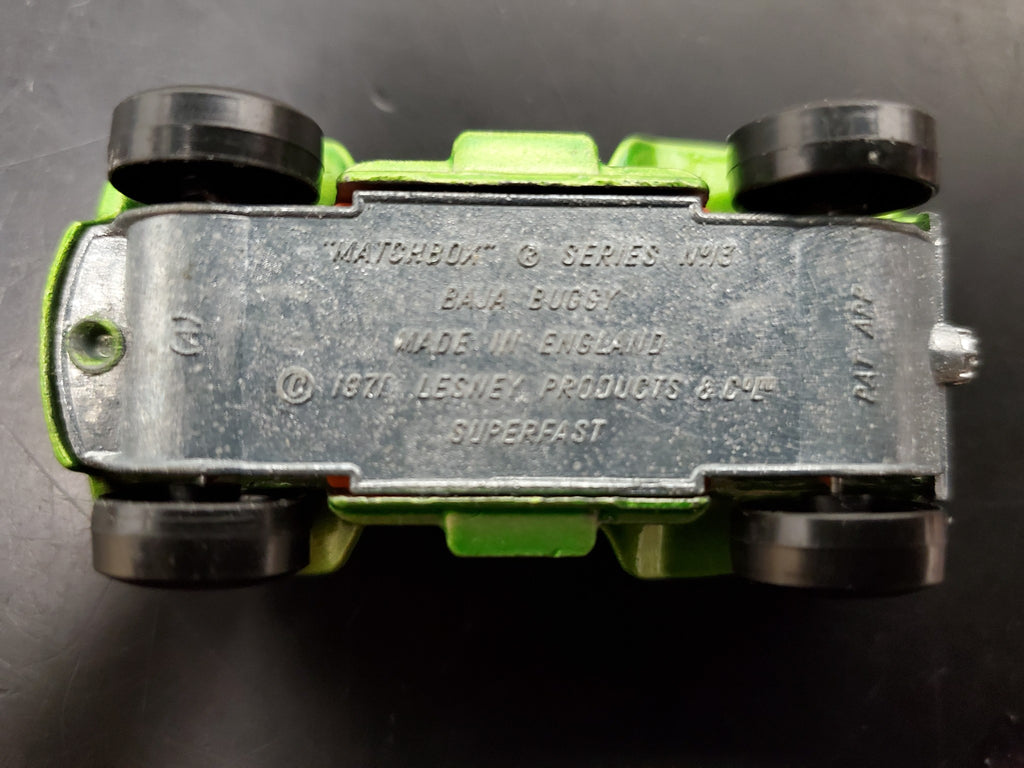 "MATCHBOX" ® SERIES Nº13
BAJA BUGGY
MADE IN ENGLAND
© 1971 LESNEY PRODUCTS & Cº Lᵀᴰ
SUPERFAST
PAT APP